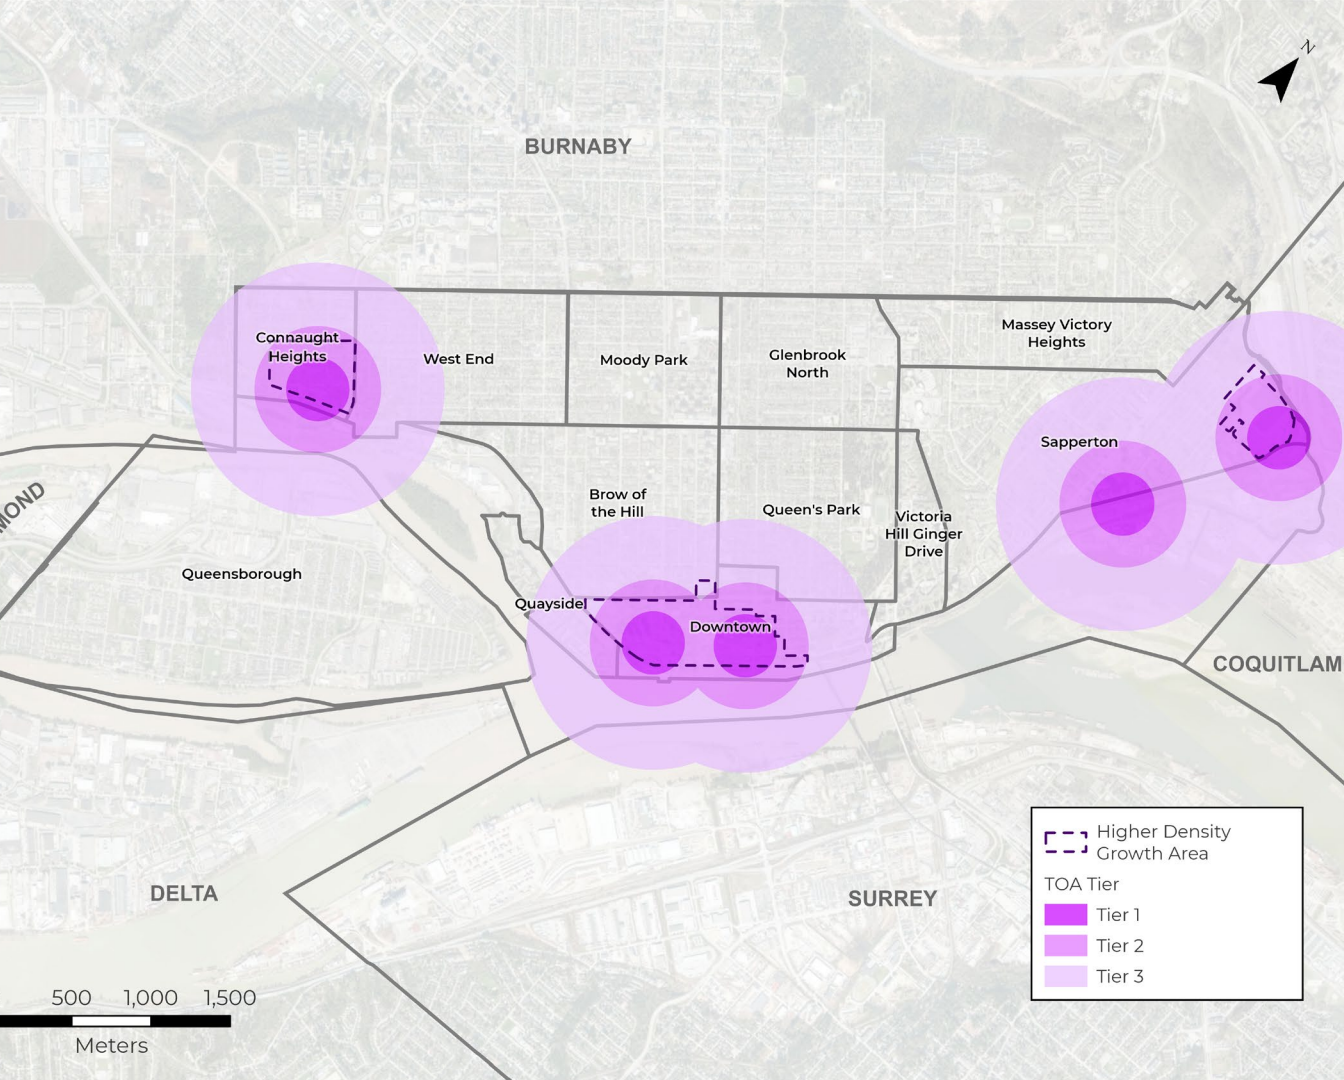 N
BURNABY
Massey Victory
Heights
Connaught
Heights
West End
Moody Park
Glenbrook
North
Sapperton
MOND
Brow of
the Hill
Queen's Park
Victoria
Hill Ginger
Drive
Queensborough
Quayside
Downtown
COQUITLAM
DELTA
SURREY
Higher Density
Growth Area
TOA Tier
Tier 1
Tier 2
Tier 3
500 1,000 1,500
Meters